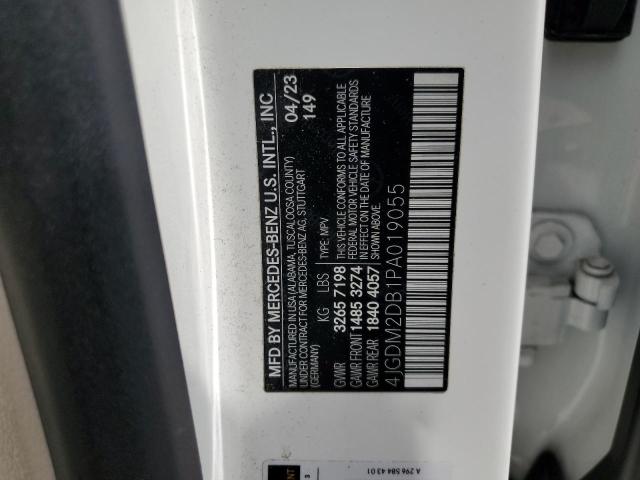 MFD BY MERCEDES-BENZ U.S. INTL., INC
MANUFACTURED IN USA (ALABAMA, TUSCALOOSA COUNTY)
UNDER CONTRACT FOR MERCEDES-BENZ AG, STUTTGART
(GERMANY)
04/23
149
KG LBS TYPE: MPV
GVWR 3265 7198
GAWR FRONT 1485 3274
GAWR REAR 1840 4057
THIS VEHICLE CONFORMS TO ALL APPLICABLE
FEDERAL MOTOR VEHICLE SAFETY STANDARDS
IN EFFECT ON THE DATE OF MANUFACTURE
SHOWN ABOVE.
4JGDM2DB1PA019055
A 296 584 43 01